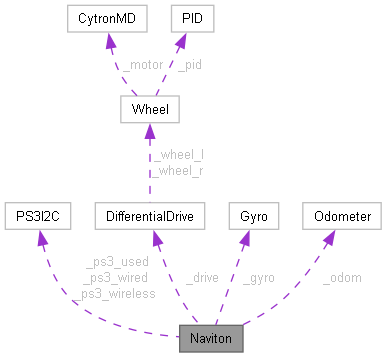 CytronMD
PID
_motor
_pid
Wheel
_wheel_l
_wheel_r
PS3I2C
DifferentialDrive
Gyro
Odometer
_ps3_used
_ps3_wired
_ps3_wireless
_drive
_gyro
_odom
Naviton